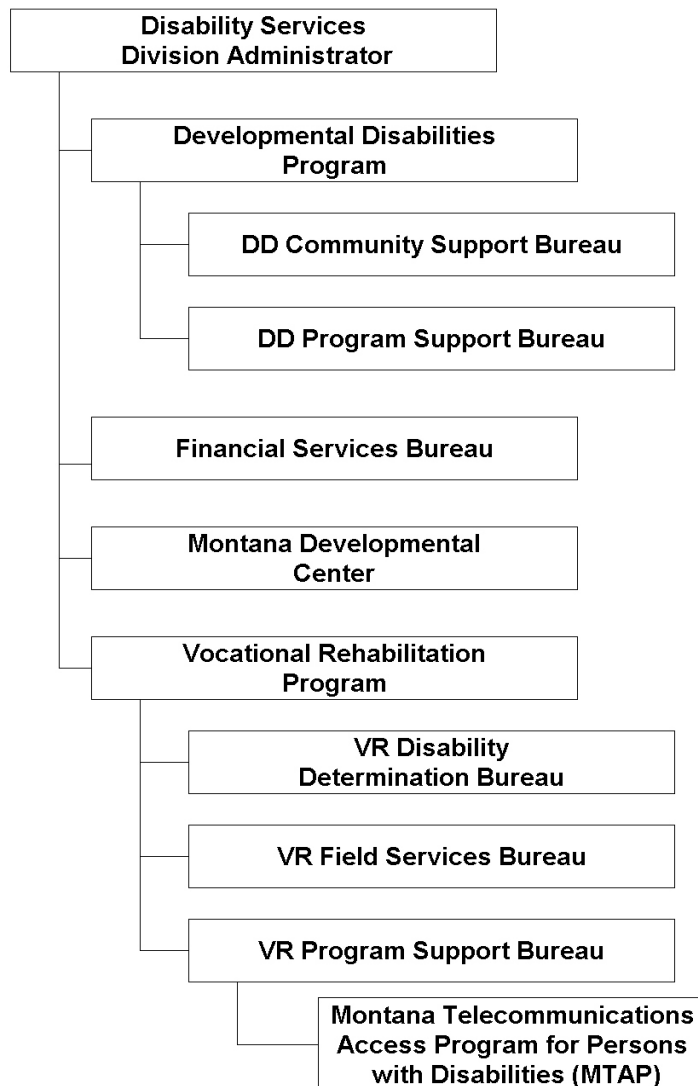 Disability Services
Division Administrator
Developmental Disabilities
Program
DD Community Support Bureau
DD Program Support Bureau
Financial Services Bureau
Montana Developmental
Center
Vocational Rehabilitation
Program
VR Disability
Determination Bureau
VR Field Services Bureau
VR Program Support Bureau
Montana Telecommunications
Access Program for Persons
with Disabilities (MTAP)